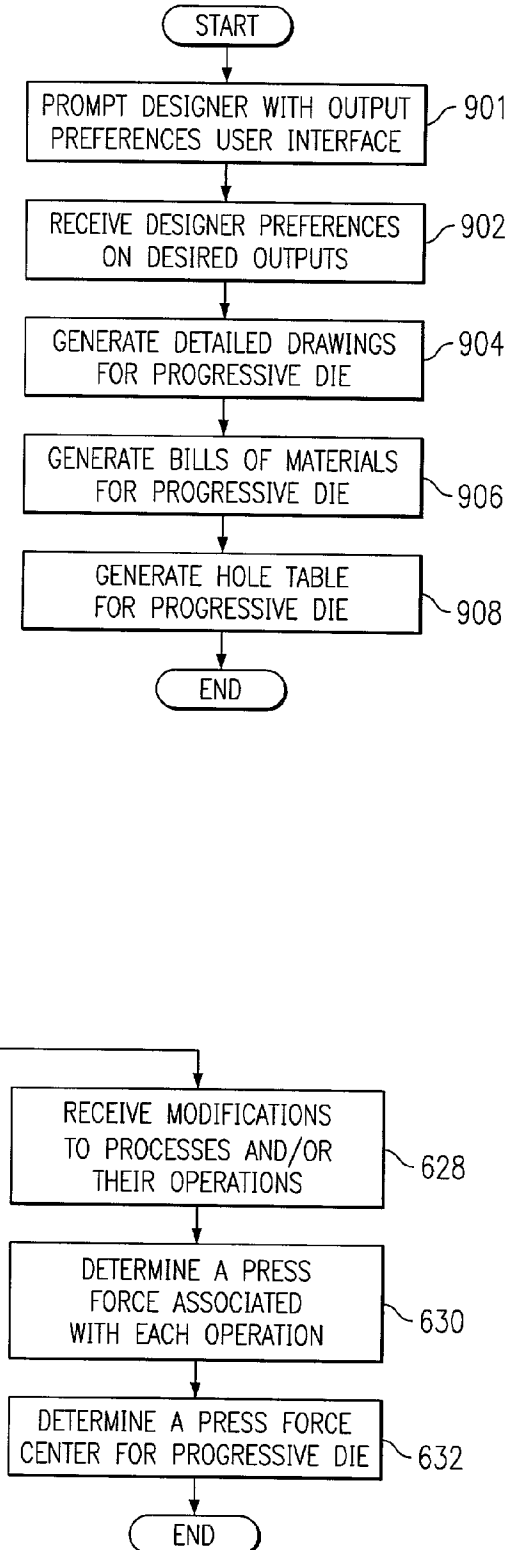 START
PROMPT DESIGNER WITH OUTPUT
PREFERENCES USER INTERFACE
901
RECEIVE DESIGNER PREFERENCES
ON DESIRED OUTPUTS
902
GENERATE DETAILED DRAWINGS
FOR PROGRESSIVE DIE
904
GENERATE BILLS OF MATERIALS
FOR PROGRESSIVE DIE
906
GENERATE HOLE TABLE
FOR PROGRESSIVE DIE
908
END
RECEIVE MODIFICATIONS
TO PROCESSES AND/OR
THEIR OPERATIONS
628
DETERMINE A PRESS
FORCE ASSOCIATED
WITH EACH OPERATION
630
DETERMINE A PRESS FORCE
CENTER FOR PROGRESSIVE DIE
632
END